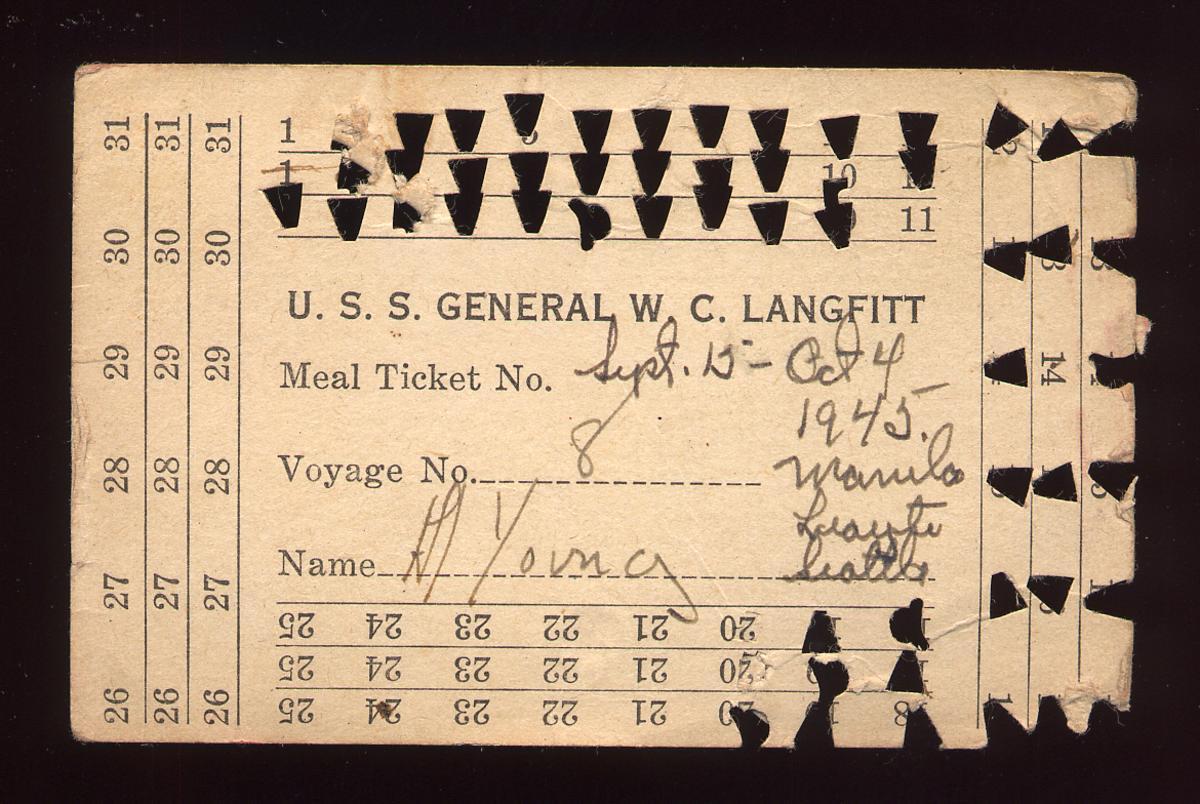 1
1 10
11
U. S. S. GENERAL W. C. LANGFITT
Meal Ticket No. Sept. 15 - Oct 4
1945.
Voyage No. 8 Manila
Name H Young Leayte
Seattle
25 24 23 22 21 20
25 24 23 22 21 20
25 24 23 22 21
31 31 31
30 30 30
29 29 29
28 28 28
27 27 27
26 26 26
14